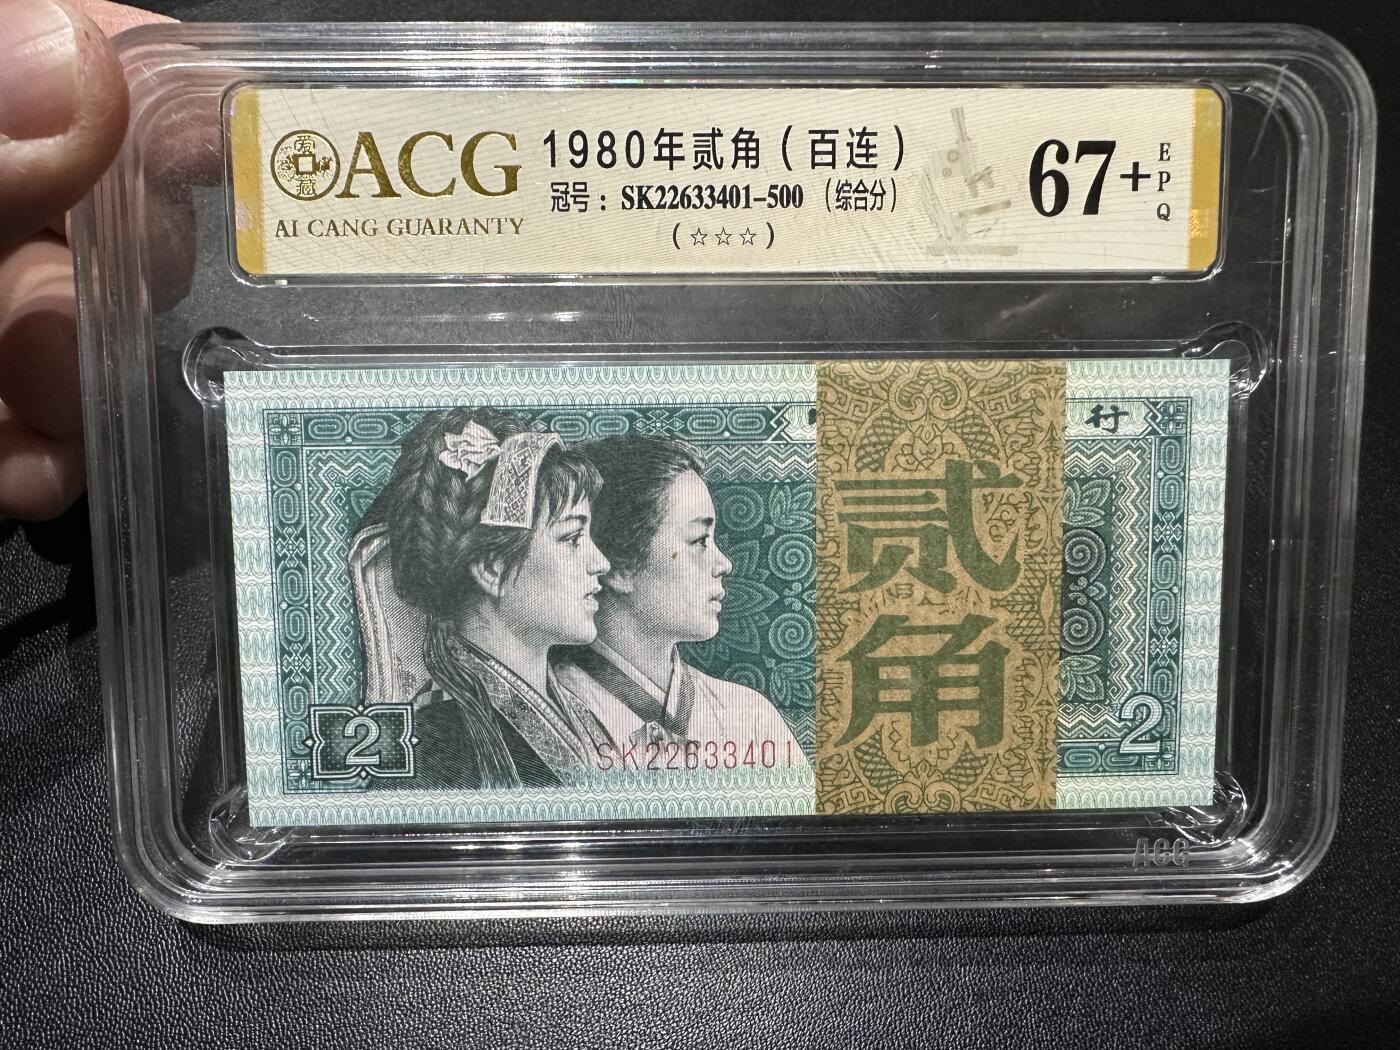 ACG
AI CANG GUARANTY
1980年贰角(百连)
冠号: SK22633401-500 (综合分)
(☆☆☆)
67+
EPQ
行
贰角
2
2
SK22633401
ACG